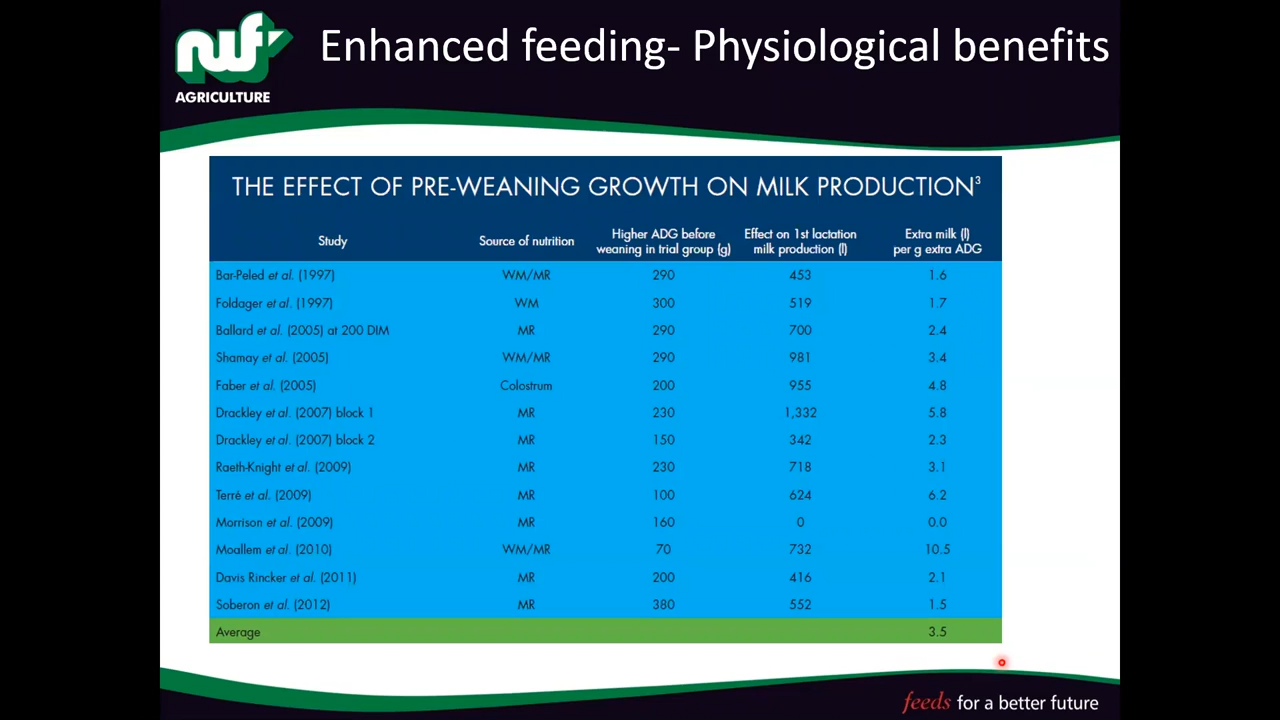 nwf
AGRICULTURE
Enhanced feeding- Physiological benefits
THE EFFECT OF PRE-WEANING GROWTH ON MILK PRODUCTION³
Study Source of nutrition Higher ADG before weaning in trial group (g) Effect on 1st lactation milk production (l) Extra milk (l) per g extra ADG
Bar-Peled et al. (1997) WM/MR 290 453 1.6
Foldager et al. (1997) WM 300 519 1.7
Ballard et al. (2005) at 200 DIM MR 290 700 2.4
Shamay et al. (2005) WM/MR 290 981 3.4
Faber et al. (2005) Colostrum 200 955 4.8
Drackley et al. (2007) block 1 MR 230 1,332 5.8
Drackley et al. (2007) block 2 MR 150 342 2.3
Raeth-Knight et al. (2009) MR 230 718 3.1
Terré et al. (2009) MR 100 624 6.2
Morrison et al. (2009) MR 160 0 0.0
Moallem et al. (2010) WM/MR 70 732 10.5
Davis Rincker et al. (2011) MR 200 416 2.1
Soberon et al. (2012) MR 380 552 1.5
Average 3.5
feeds for a better future